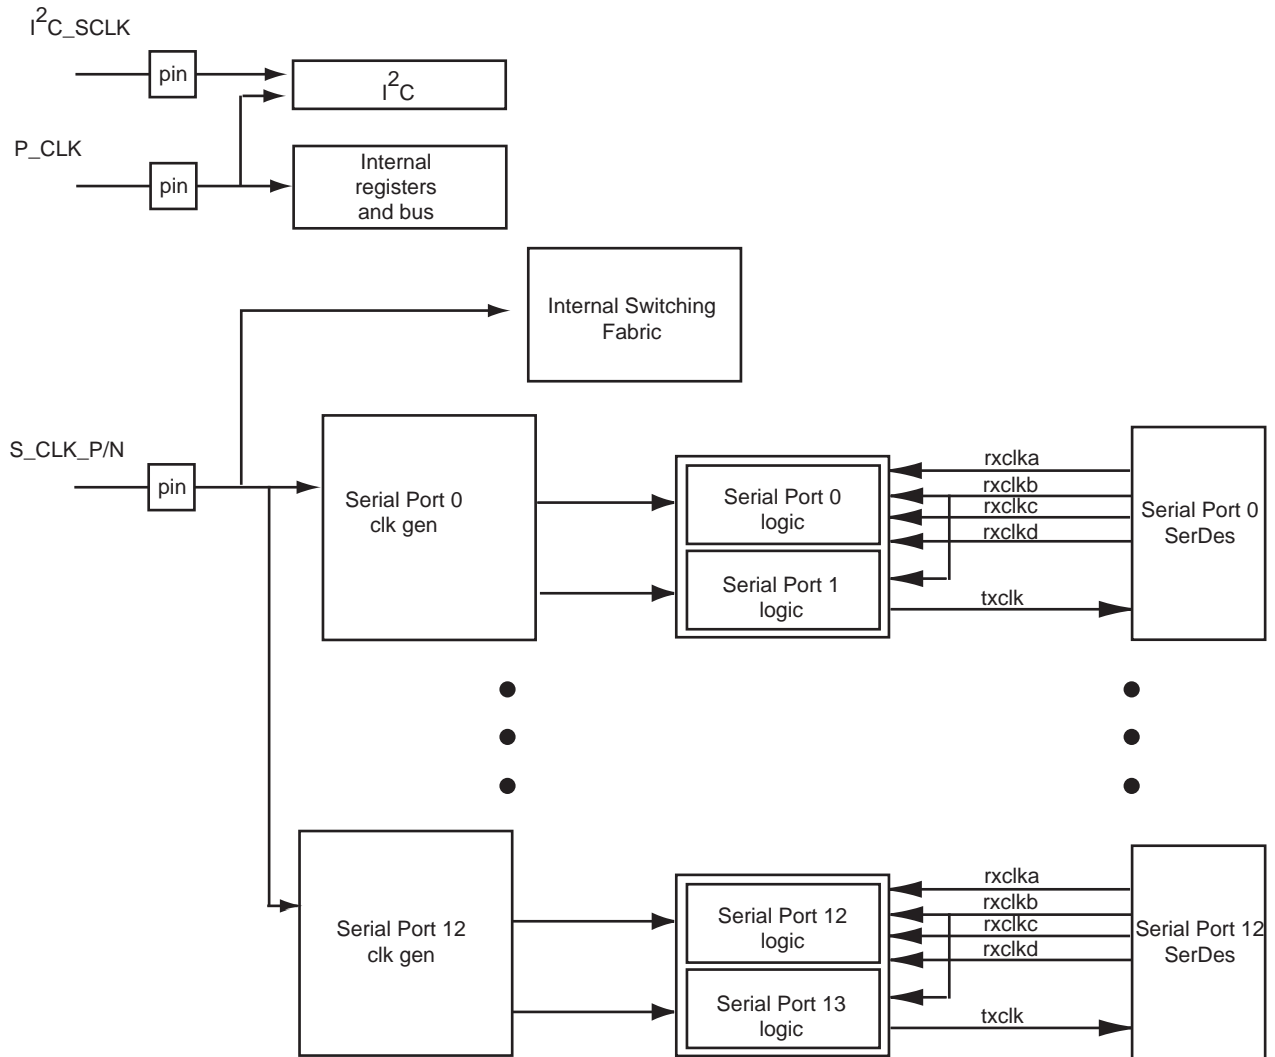 I²C_SCLK
pin
I²C
P_CLK
pin
Internal
registers
and bus
Internal Switching
Fabric
S_CLK_P/N
pin
Serial Port 0
clk gen
Serial Port 0
logic
Serial Port 1
logic
rxclka
rxclkb
rxclkc
rxclkd
txclk
Serial Port 0
SerDes
Serial Port 12
clk gen
Serial Port 12
logic
Serial Port 13
logic
rxclka
rxclkb
rxclkc
rxclkd
txclk
Serial Port 12
SerDes